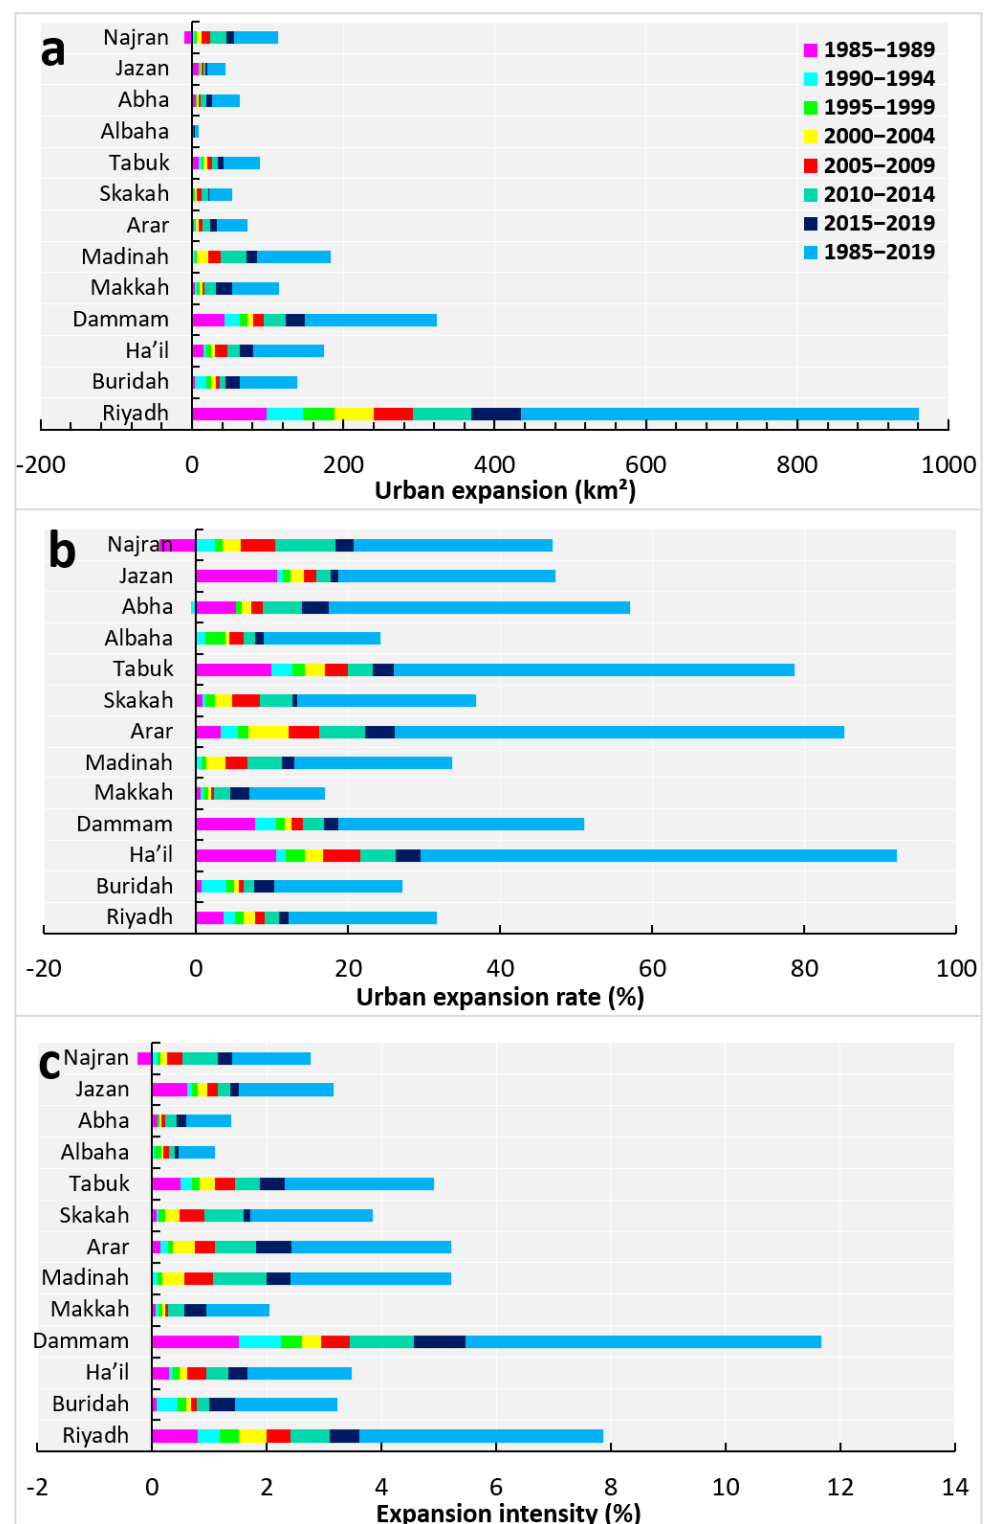 a
Najran
Jazan
Abha
Albaha
Tabuk
Skakah
Arar
Madinah
Makkah
Dammam
Ha’il
Buridah
Riyadh
1985–1989
1990–1994
1995–1999
2000–2004
2005–2009
2010–2014
2015–2019
1985–2019
-200 0 200 400 600 800 1000
Urban expansion (km²)
b
Najran
Jazan
Abha
Albaha
Tabuk
Skakah
Arar
Madinah
Makkah
Dammam
Ha’il
Buridah
Riyadh
-20 0 20 40 60 80 100
Urban expansion rate (%)
c
Najran
Jazan
Abha
Albaha
Tabuk
Skakah
Arar
Madinah
Makkah
Dammam
Ha’il
Buridah
Riyadh
-2 0 2 4 6 8 10 12 14
Expansion intensity (%)